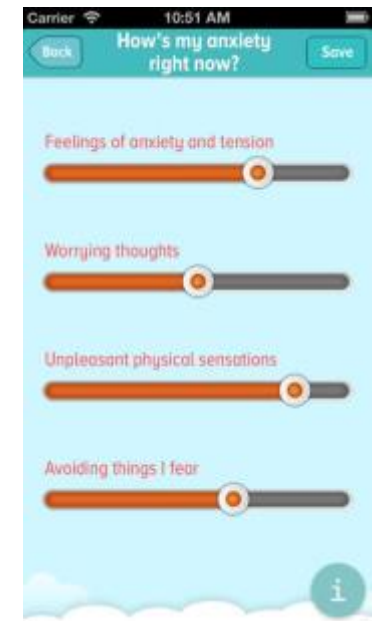 Carrier 10:51 AM
Back
How's my anxiety
right now?
Save
Feelings of anxiety and tension
Worrying thoughts
Unpleasant physical sensations
Avoiding things I fear
i